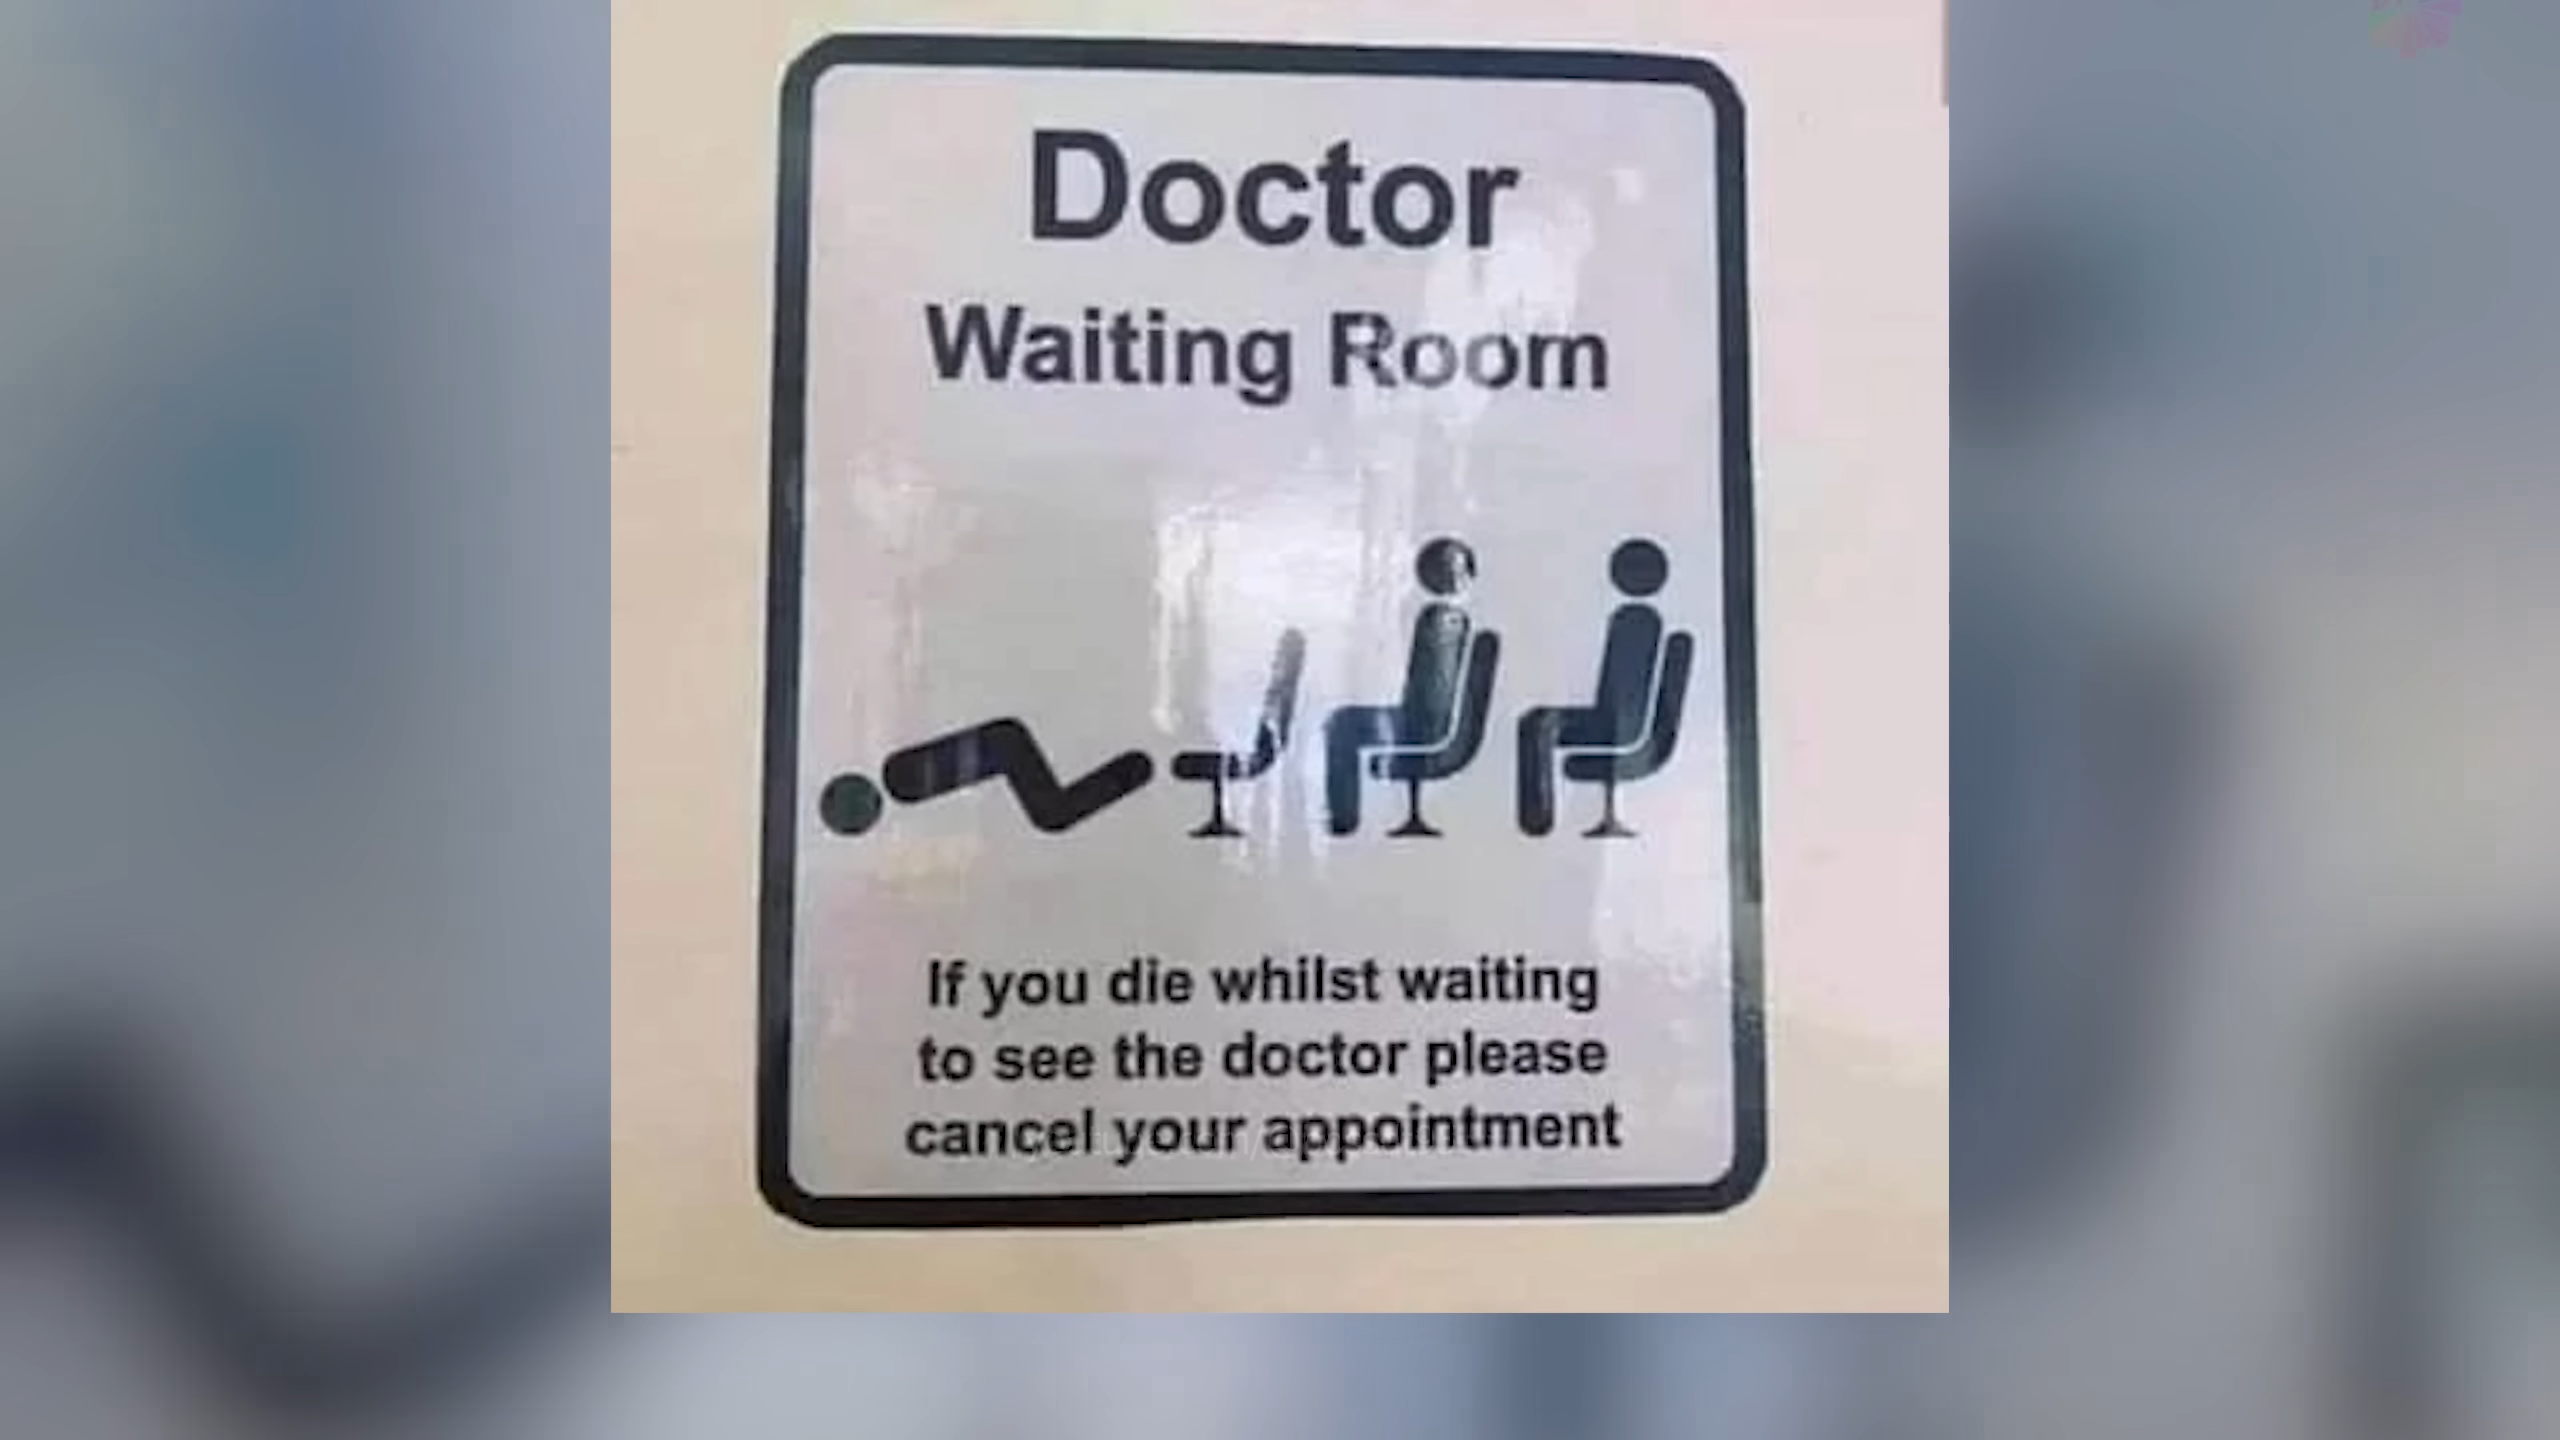 Doctor
Waiting Room
If you die whilst waiting
to see the doctor please
cancel your appointment